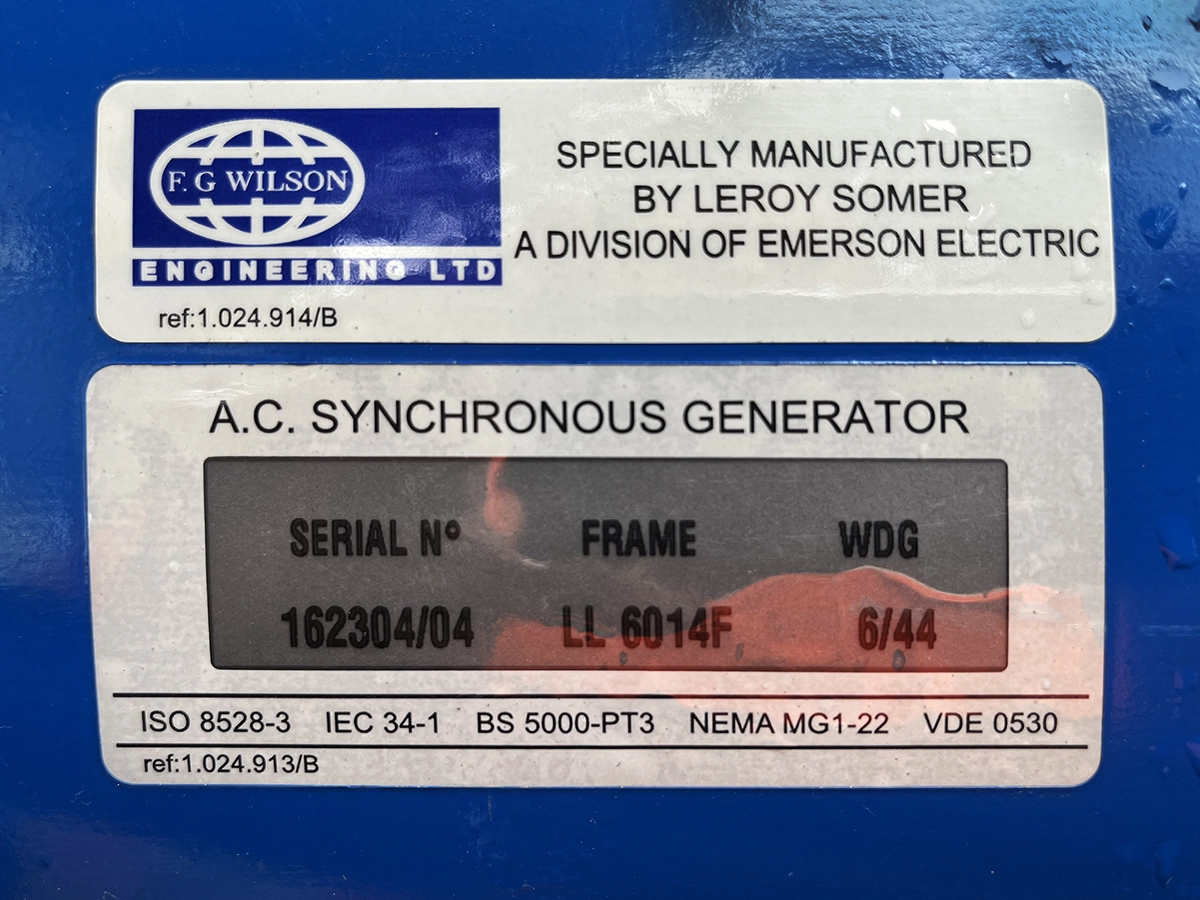 F. G WILSON
ENGINEERING LTD
SPECIALLY MANUFACTURED
BY LEROY SOMER
A DIVISION OF EMERSON ELECTRIC
ref:1.024.914/B
A.C. SYNCHRONOUS GENERATOR
SERIAL Nº FRAME WDG
162304/04 LL 6014F 6/44
ISO 8528-3 IEC 34-1 BS 5000-PT3 NEMA MG1-22 VDE 0530
ref:1.024.913/B